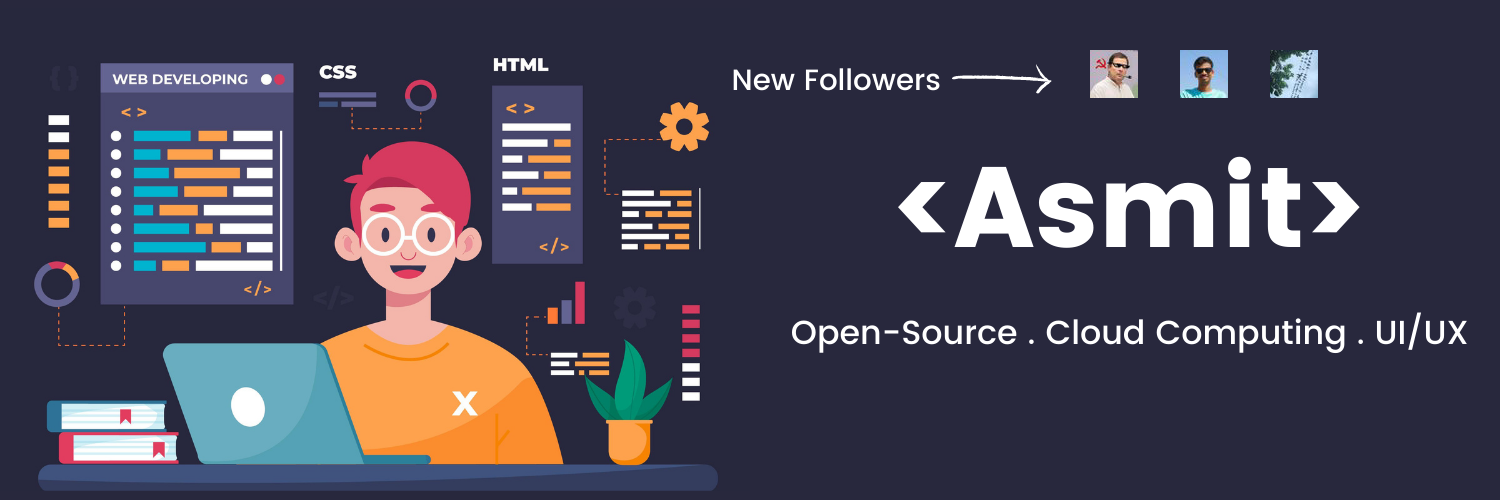 { }
WEB DEVELOPING
< >
</>
CSS
HTML
< >
</>
</>
X
New Followers
<Asmit>
Open-Source . Cloud Computing . UI/UX